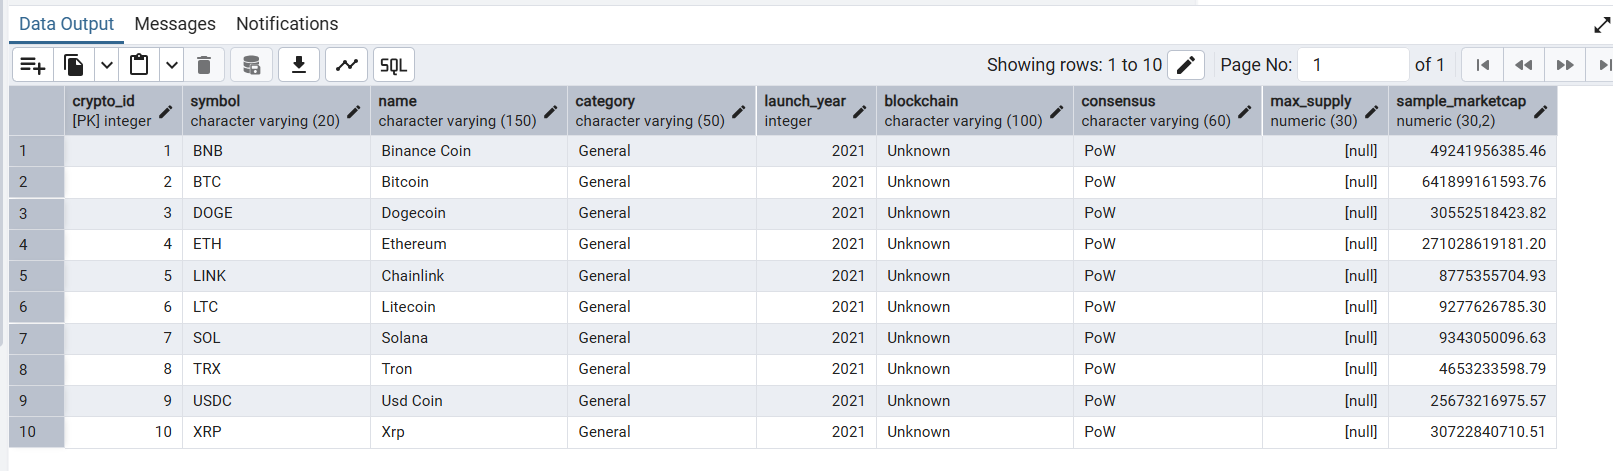 Data Output Messages Notifications
SQL Showing rows: 1 to 10 Page No: 1 of 1
crypto_id symbol name category launch_year blockchain consensus max_supply sample_marketcap
[PK] integer character varying (20) character varying (150) character varying (50) integer character varying (100) character varying (60) numeric (30) numeric (30,2)
1 1 BNB Binance Coin General 2021 Unknown PoW [null] 49241956385.46
2 2 BTC Bitcoin General 2021 Unknown PoW [null] 641899161593.76
3 3 DOGE Dogecoin General 2021 Unknown PoW [null] 30552518423.82
4 4 ETH Ethereum General 2021 Unknown PoW [null] 271028619181.20
5 5 LINK Chainlink General 2021 Unknown PoW [null] 8775355704.93
6 6 LTC Litecoin General 2021 Unknown PoW [null] 9277626785.30
7 7 SOL Solana General 2021 Unknown PoW [null] 9343050096.63
8 8 TRX Tron General 2021 Unknown PoW [null] 4653233598.79
9 9 USDC Usd Coin General 2021 Unknown PoW [null] 25673216975.57
10 10 XRP Xrp General 2021 Unknown PoW [null] 30722840710.51